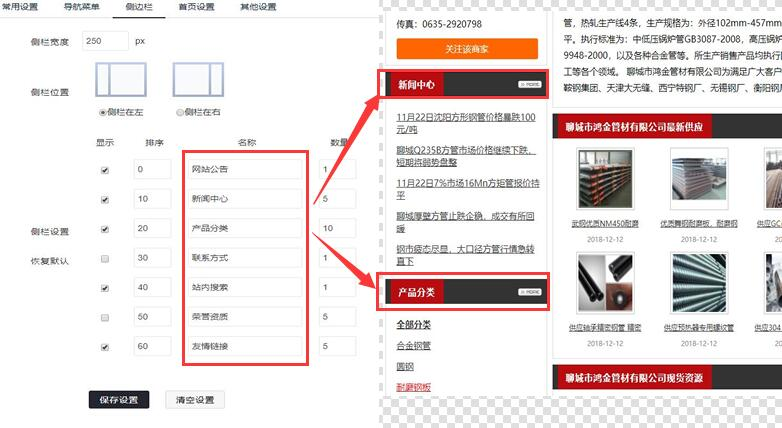 常用设置 导航菜单 侧边栏 首页设置 其他设置
侧栏宽度 250 px
侧栏位置
侧栏在左 侧栏在右
显示 排序 名称 数量
0 网站公告 1
10 新闻中心 5
侧栏设置 20 产品分类 10
恢复默认 30 联系方式 1
40 站内搜索 1
50 荣誉资质 5
60 友情链接 5
保存设置 清空设置
传真：0635-2920798
关注该商家
新闻中心 MORE
11月22日沈阳方形钢管价格暴跌100
元/吨
聊城Q235B方管市场价格继续下跌，
短期将弱势盘整
11月22日7%市场16Mn方矩管报价持
平
聊城厚壁方管止跌企稳，成交有所回
暖
钢市疲态尽显，大口径方管行情急转
直下
产品分类 MORE
全部分类
合金钢管
圆钢
耐磨钢板
管，热轧生产线4条，生产规格为：外径102mm-457mm
平。执行标准为：中低压锅炉管GB3087-2008，高压锅炉
9948-2000，以及各种合金管等。所生产销售产品均执行国
工等各个领域。 聊城市鸿金管材有限公司为满足广大客户
鞍钢集团、天津大无缝、西宁特钢厂、无锡钢厂、衡阳钢厂
聊城市鸿金管材有限公司最新供应
武钢优质NM450耐磨 优质舞钢耐磨板，耐磨钢 供应GC
2018-12-12 2018-12-12 201
供应轴承精密钢管 精密 供应预热器专用螺纹管 供应304
2018-12-12 2018-12-12 201
聊城市鸿金管材有限公司现货资源